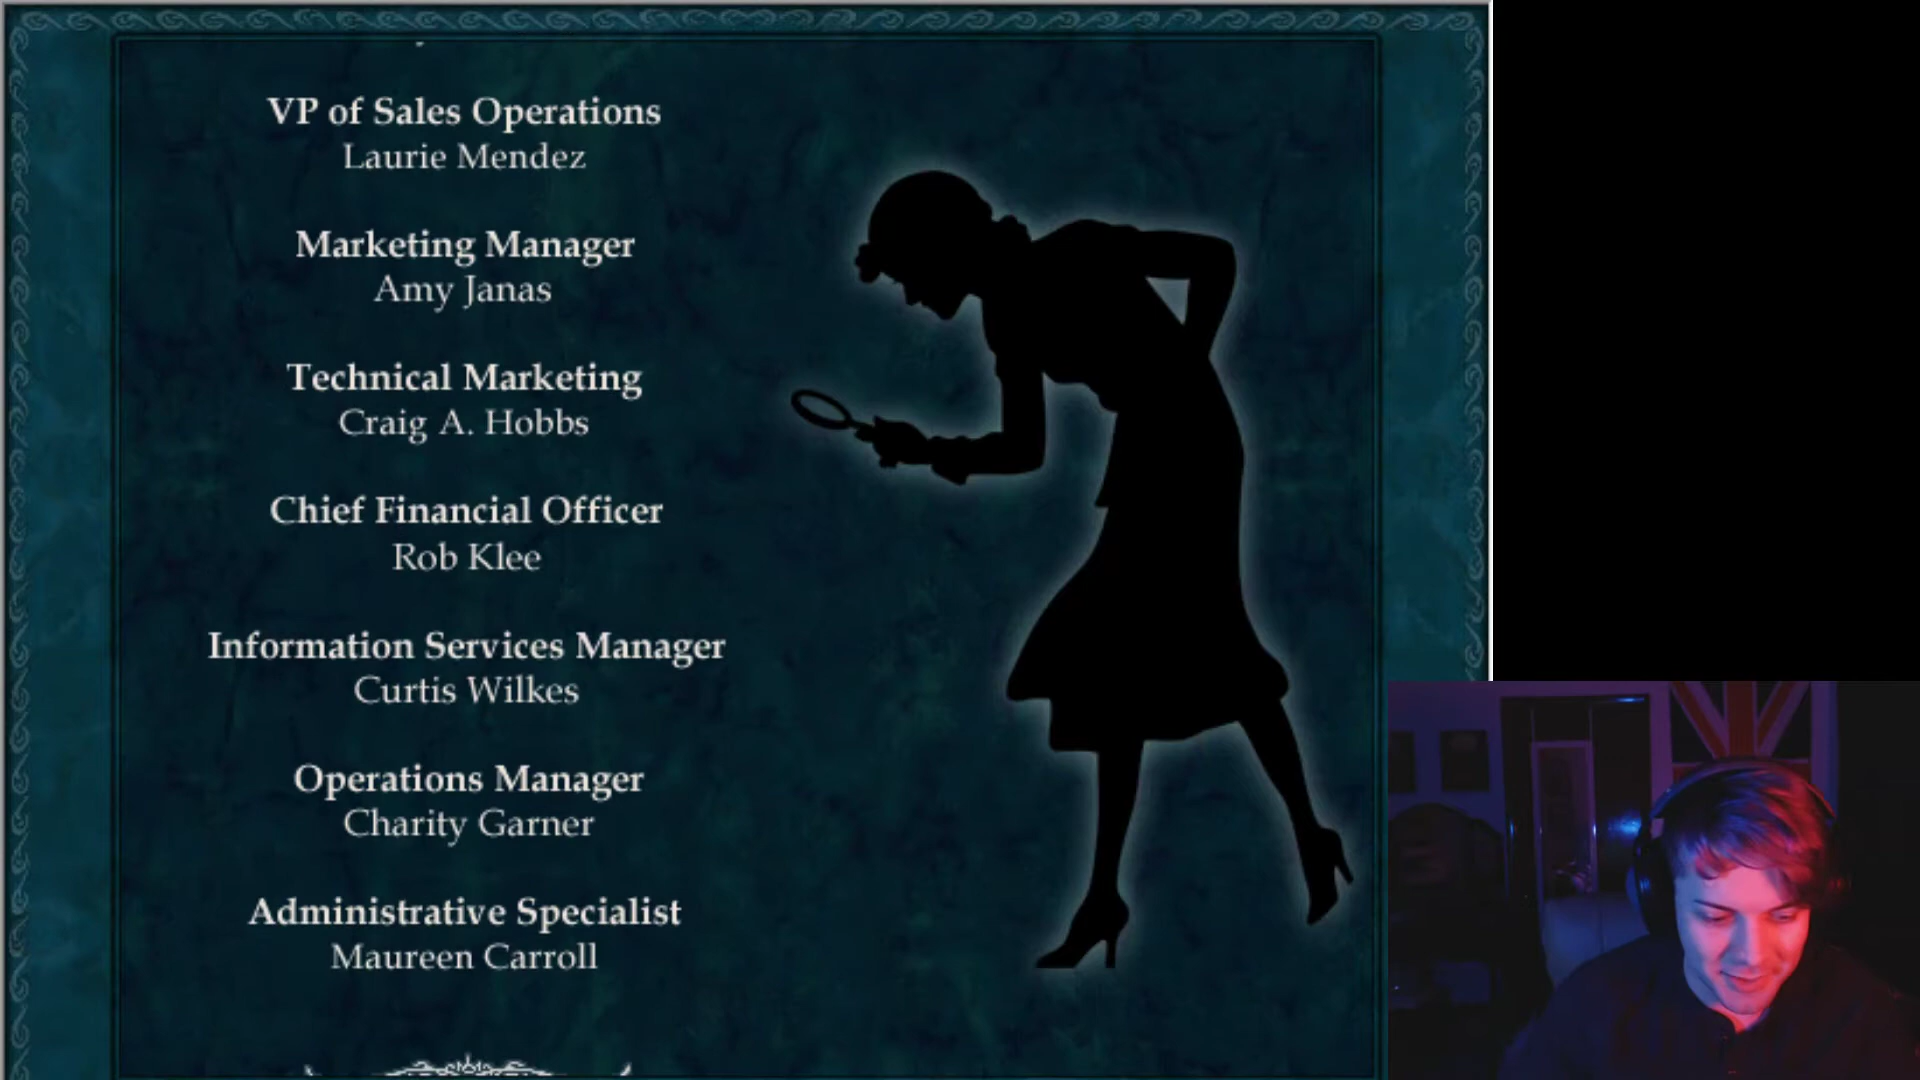 VP of Sales Operations
Laurie Mendez
Marketing Manager
Amy Janas
Technical Marketing
Craig A. Hobbs
Chief Financial Officer
Rob Klee
Information Services Manager
Curtis Wilkes
Operations Manager
Charity Garner
Administrative Specialist
Maureen Carroll